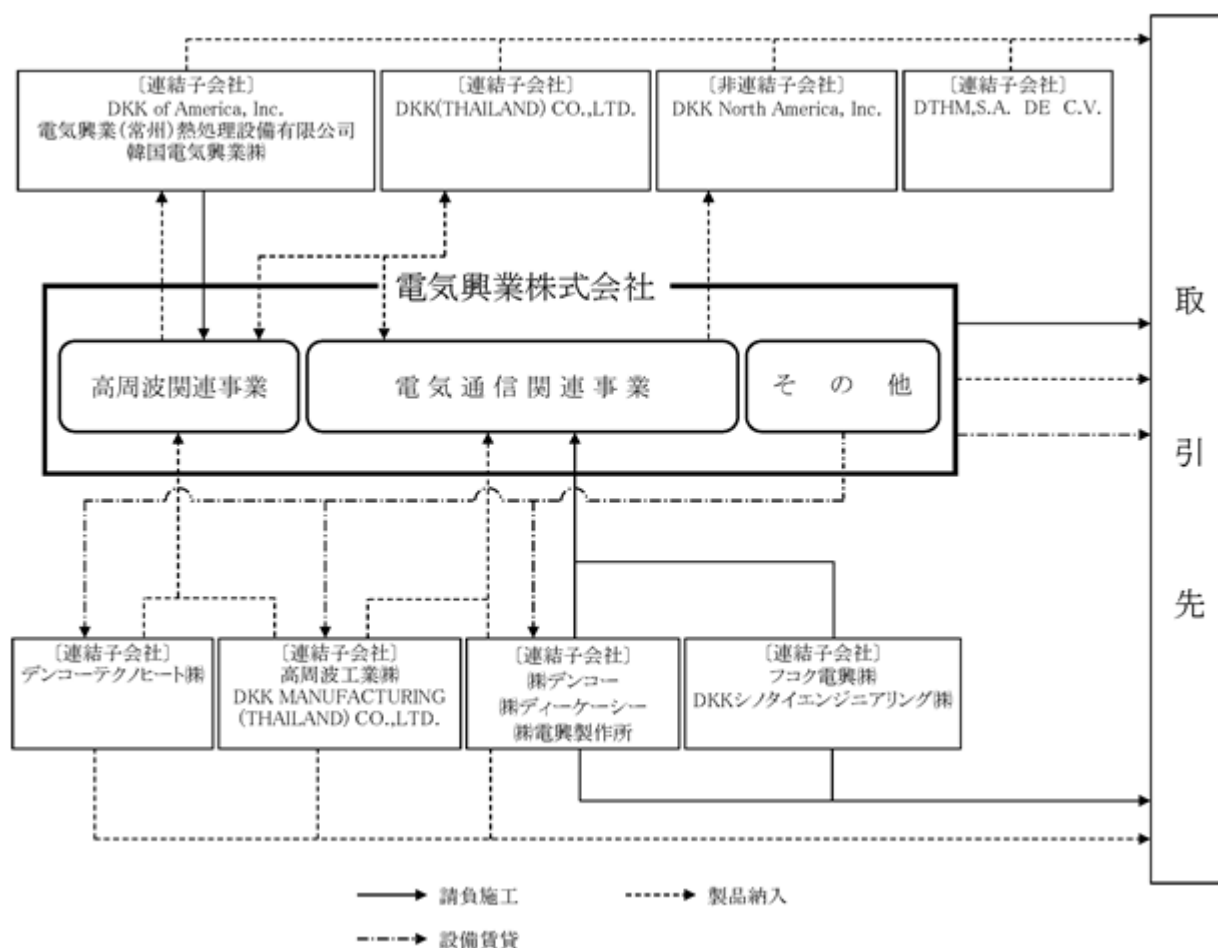 〔連結子会社〕
DKK of America, Inc.
電気興業(常州)熱処理設備有限公司
韓国電気興業㈱
〔連結子会社〕
DKK(THAILAND) CO.,LTD.
〔非連結子会社〕
DKK North America, Inc.
〔連結子会社〕
DTHM,S.A. DE C.V.
取引先
電気興業株式会社
高周波関連事業
電気通信関連事業
その他
〔連結子会社〕
デンコーテクノヒート㈱
〔連結子会社〕
高周波工業㈱
DKK MANUFACTURING
(THAILAND) CO.,LTD.
〔連結子会社〕
㈱デンコー
㈱ディーケーシー
㈱電興製作所
〔連結子会社〕
フコク電興㈱
DKKシノタイエンジニアリング㈱
請負施工
製品納入
設備賃貸